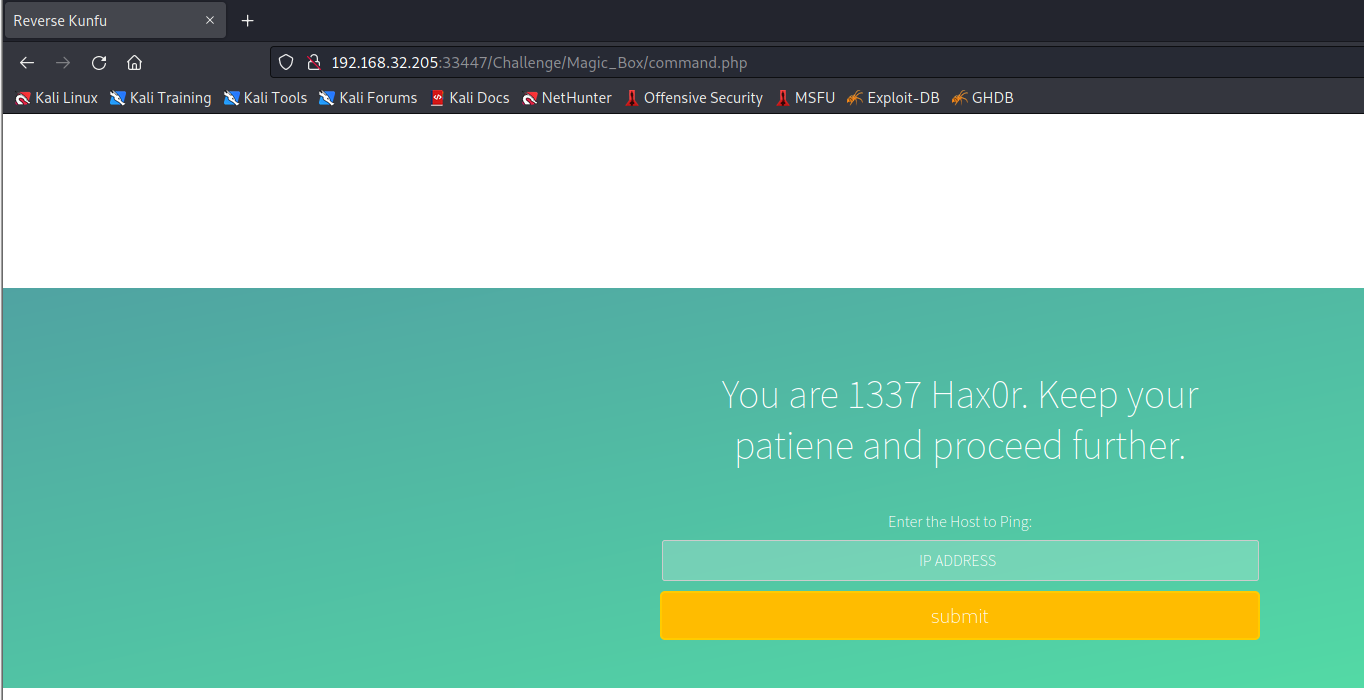 Reverse Kunfu
192.168.32.205:33447/Challenge/Magic_Box/command.php
Kali Linux Kali Training Kali Tools Kali Forums Kali Docs NetHunter Offensive Security MSFU Exploit-DB GHDB
You are 1337 Hax0r. Keep your
patiene and proceed further.
Enter the Host to Ping:
IP ADDRESS
submit